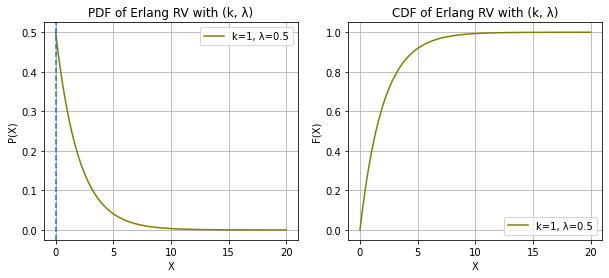 PDF of Erlang RV with (k, λ)
k=1, λ=0.5
0.5
0.4
0.3
0.2
0.1
0.0
P(X)
0
5
10
15
20
X
CDF of Erlang RV with (k, λ)
1.0
0.8
0.6
0.4
0.2
0.0
F(X)
k=1, λ=0.5
0
5
10
15
20
X